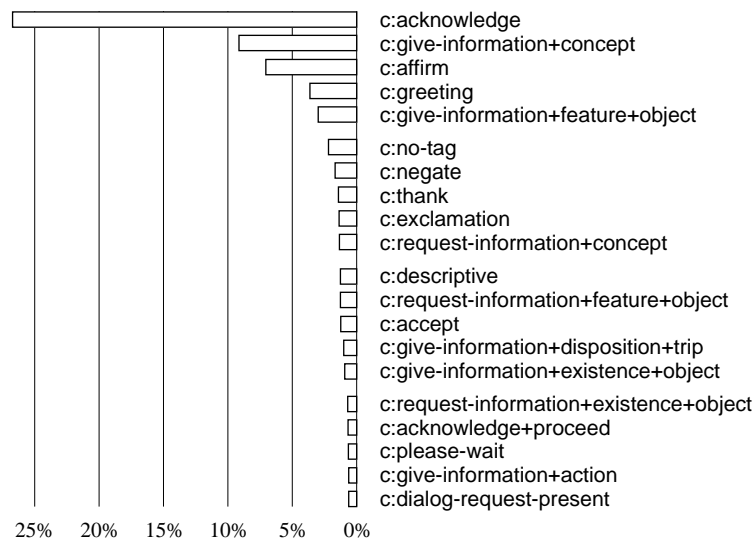 c:acknowledge
c:give-information+concept
c:affirm
c:greeting
c:give-information+feature+object
c:no-tag
c:negate
c:thank
c:exclamation
c:request-information+concept
c:descriptive
c:request-information+feature+object
c:accept
c:give-information+disposition+trip
c:give-information+existence+object
c:request-information+existence+object
c:acknowledge+proceed
c:please-wait
c:give-information+action
c:dialog-request-present
25% 20% 15% 10% 5% 0%